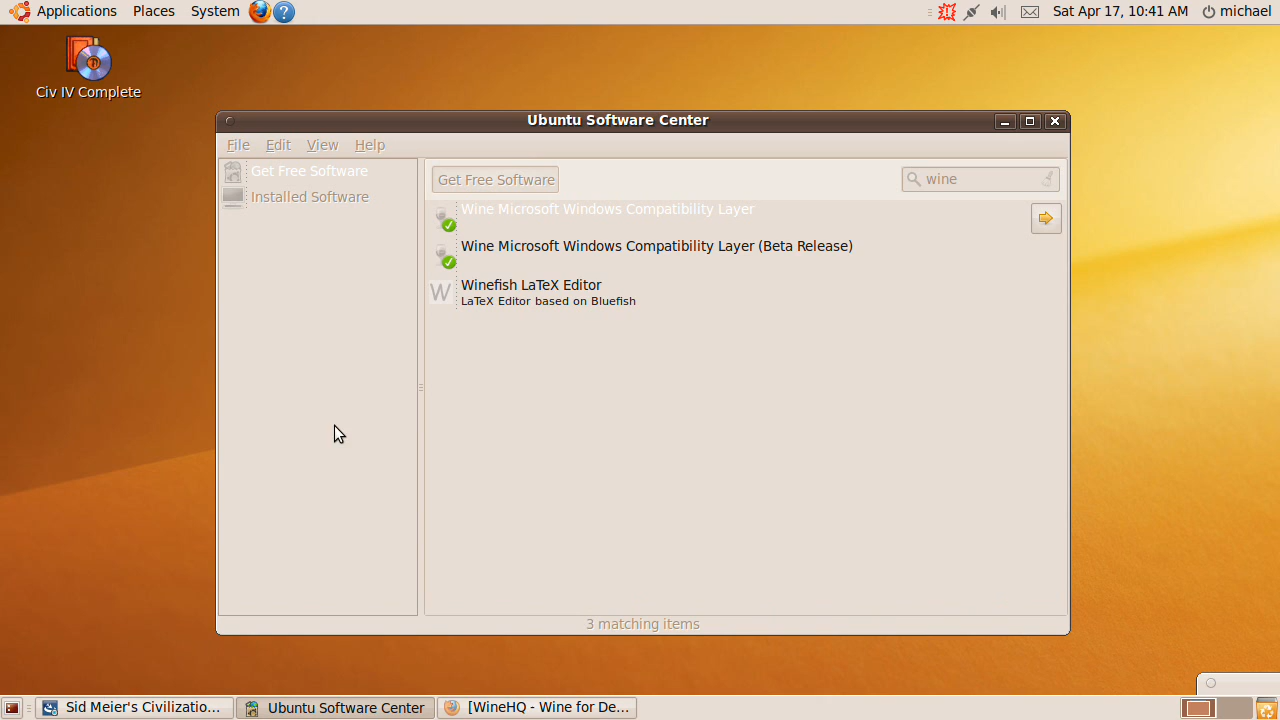 Applications Places System Sat Apr 17, 10:41 AM michael
Civ IV Complete
Ubuntu Software Center
File Edit View Help
Get Free Software
Installed Software
Get Free Software wine
Wine Microsoft Windows Compatibility Layer
Wine Microsoft Windows Compatibility Layer (Beta Release)
W
Winefish LaTeX Editor
LaTeX Editor based on Bluefish
3 matching items
Sid Meier's Civilizatio... Ubuntu Software Center [WineHQ - Wine for De...